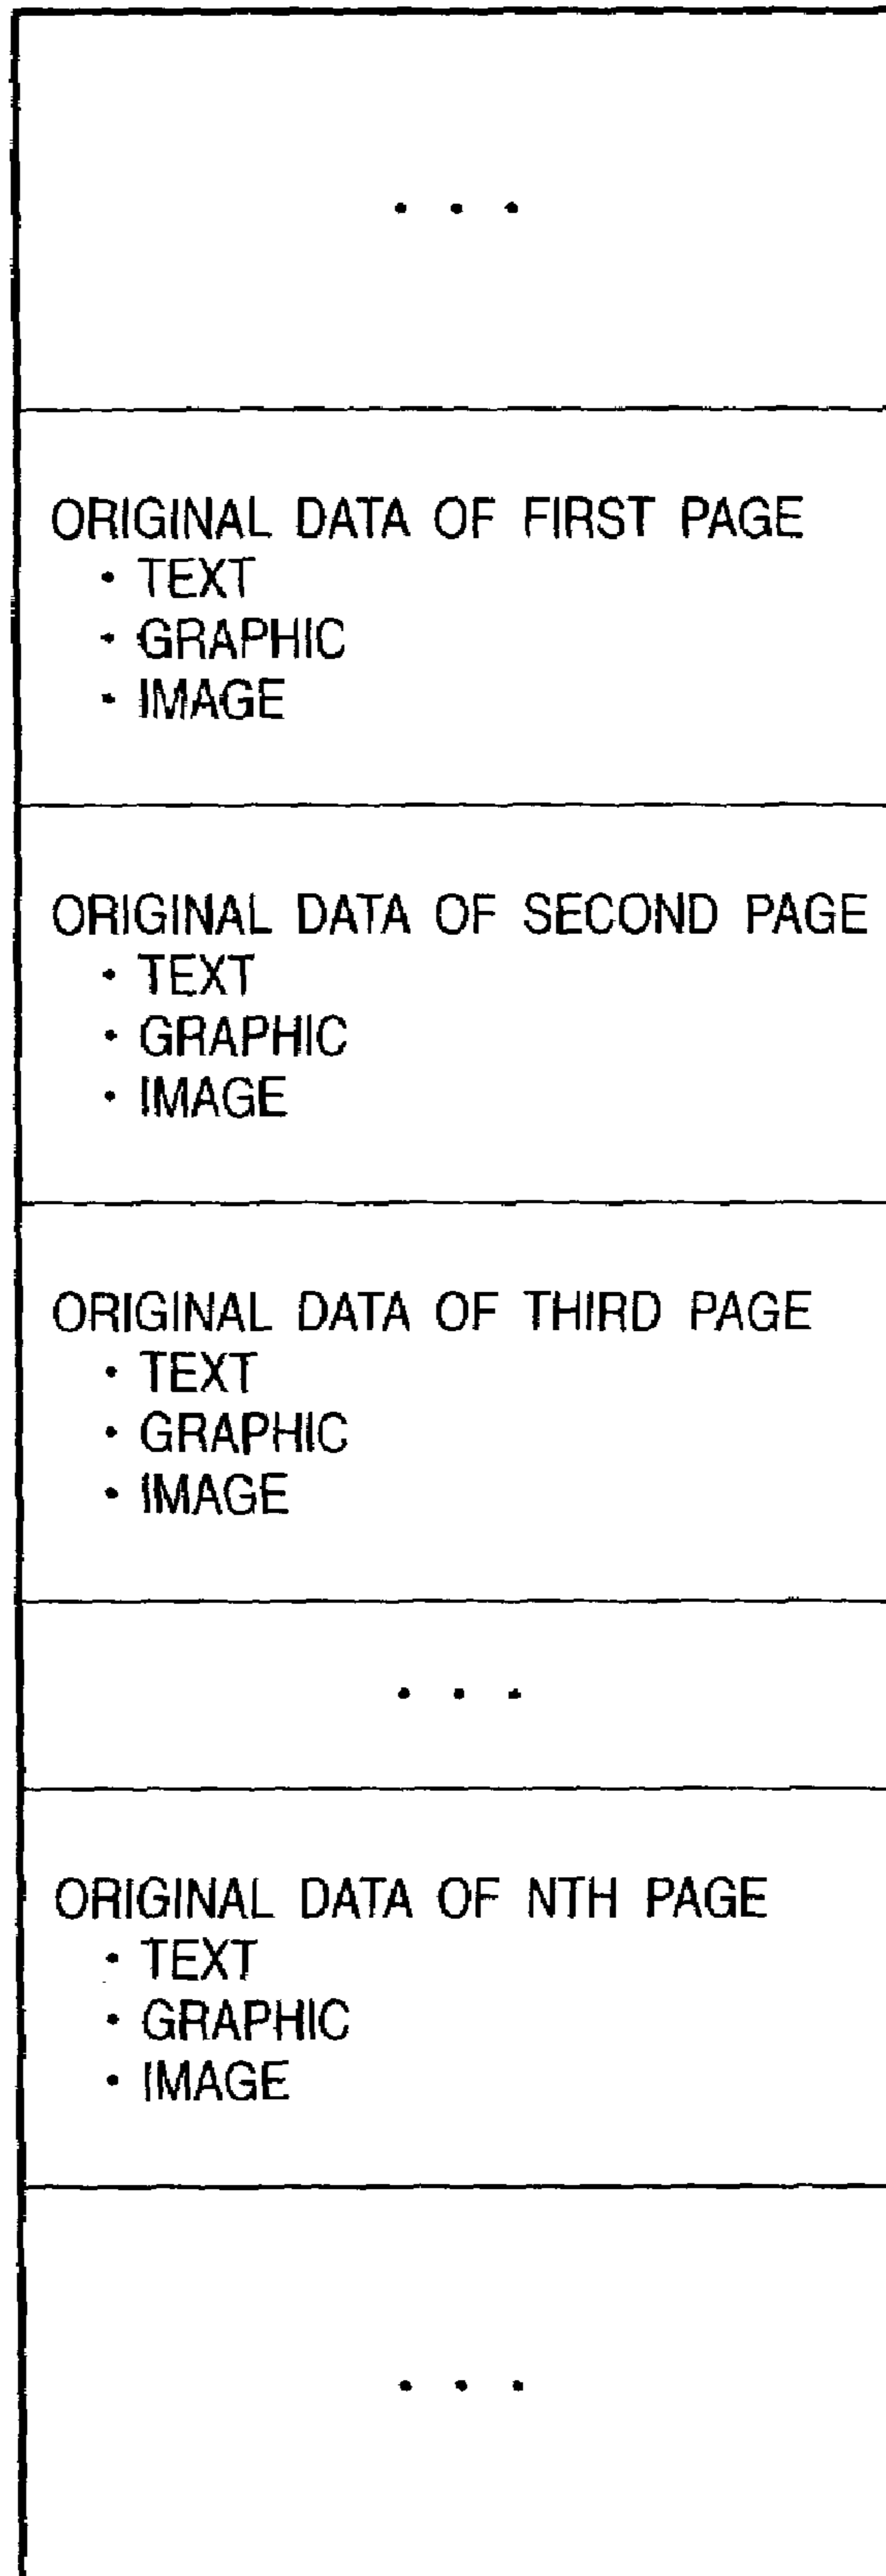 . . .
ORIGINAL DATA OF FIRST PAGE
· TEXT
· GRAPHIC
· IMAGE
ORIGINAL DATA OF SECOND PAGE
· TEXT
· GRAPHIC
· IMAGE
ORIGINAL DATA OF THIRD PAGE
· TEXT
· GRAPHIC
· IMAGE
. . .
ORIGINAL DATA OF NTH PAGE
· TEXT
· GRAPHIC
· IMAGE
. . .